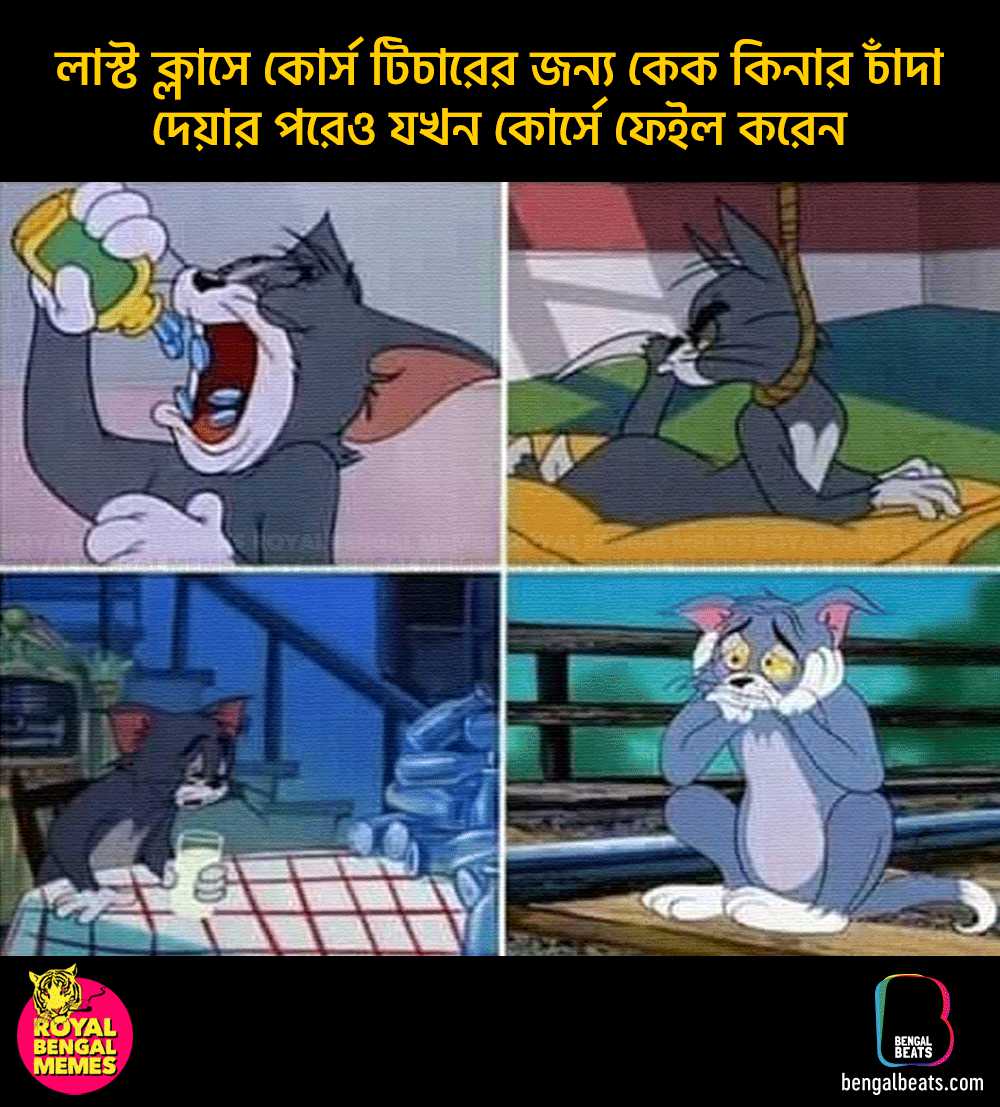 লাস্ট ক্লাসে কোর্স টিচারের জন্য কেক কিনার চাঁদা
দেয়ার পরেও যখন কোর্সে ফেইল করেন
ROYAL
BENGAL
MEMES
BENGAL
BEATS
bengalbeats.com